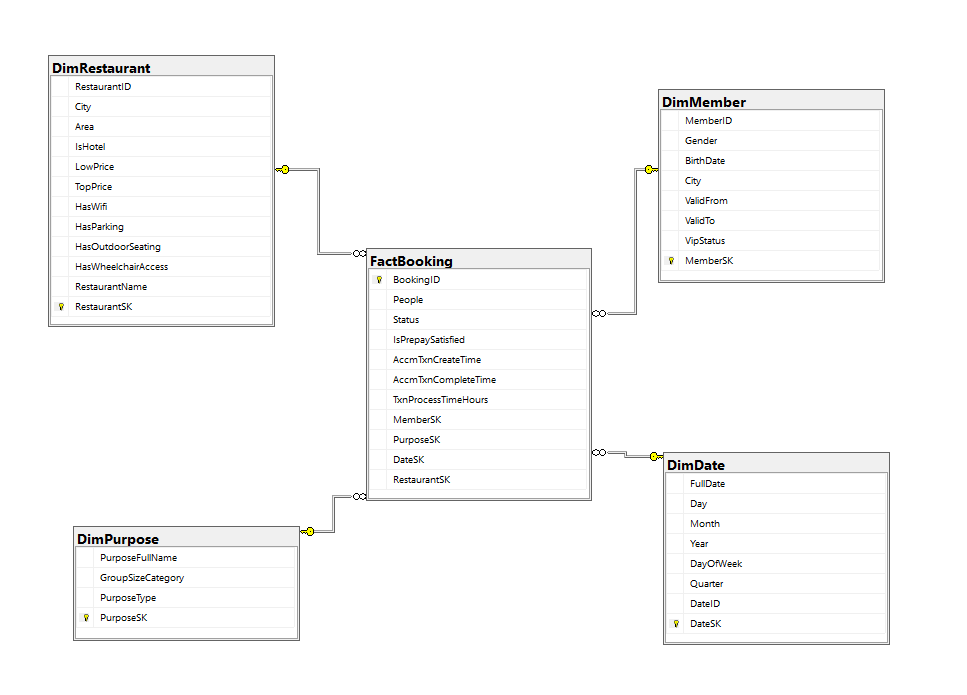 DimRestaurant
RestaurantID
City
Area
IsHotel
LowPrice
TopPrice
HasWifi
HasParking
HasOutdoorSeating
HasWheelchairAccess
RestaurantName
RestaurantSK
DimMember
MemberID
Gender
BirthDate
City
ValidFrom
ValidTo
VipStatus
MemberSK
FactBooking
BookingID
People
Status
IsPrepaySatisfied
AccmTxnCreateTime
AccmTxnCompleteTime
TxnProcessTimeHours
MemberSK
PurposeSK
DateSK
RestaurantSK
DimPurpose
PurposeFullName
GroupSizeCategory
PurposeType
PurposeSK
DimDate
FullDate
Day
Month
Year
DayOfWeek
Quarter
DateID
DateSK